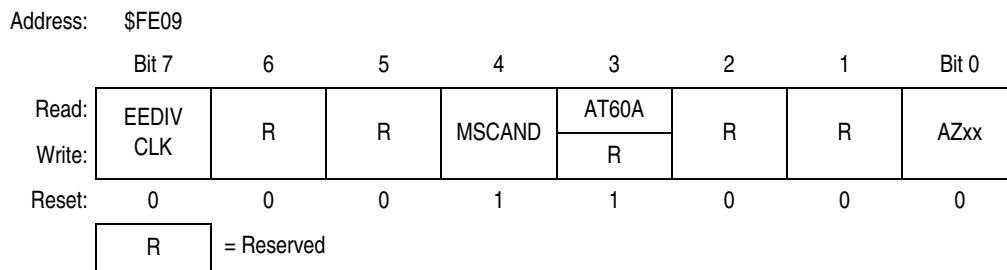 Address: $FE09
Bit 7 6 5 4 3 2 1 Bit 0
Read: EEDIV CLK R R MSCAND AT60A R R AZxx
Write: R
Reset: 0 0 0 1 1 0 0 0
R = Reserved